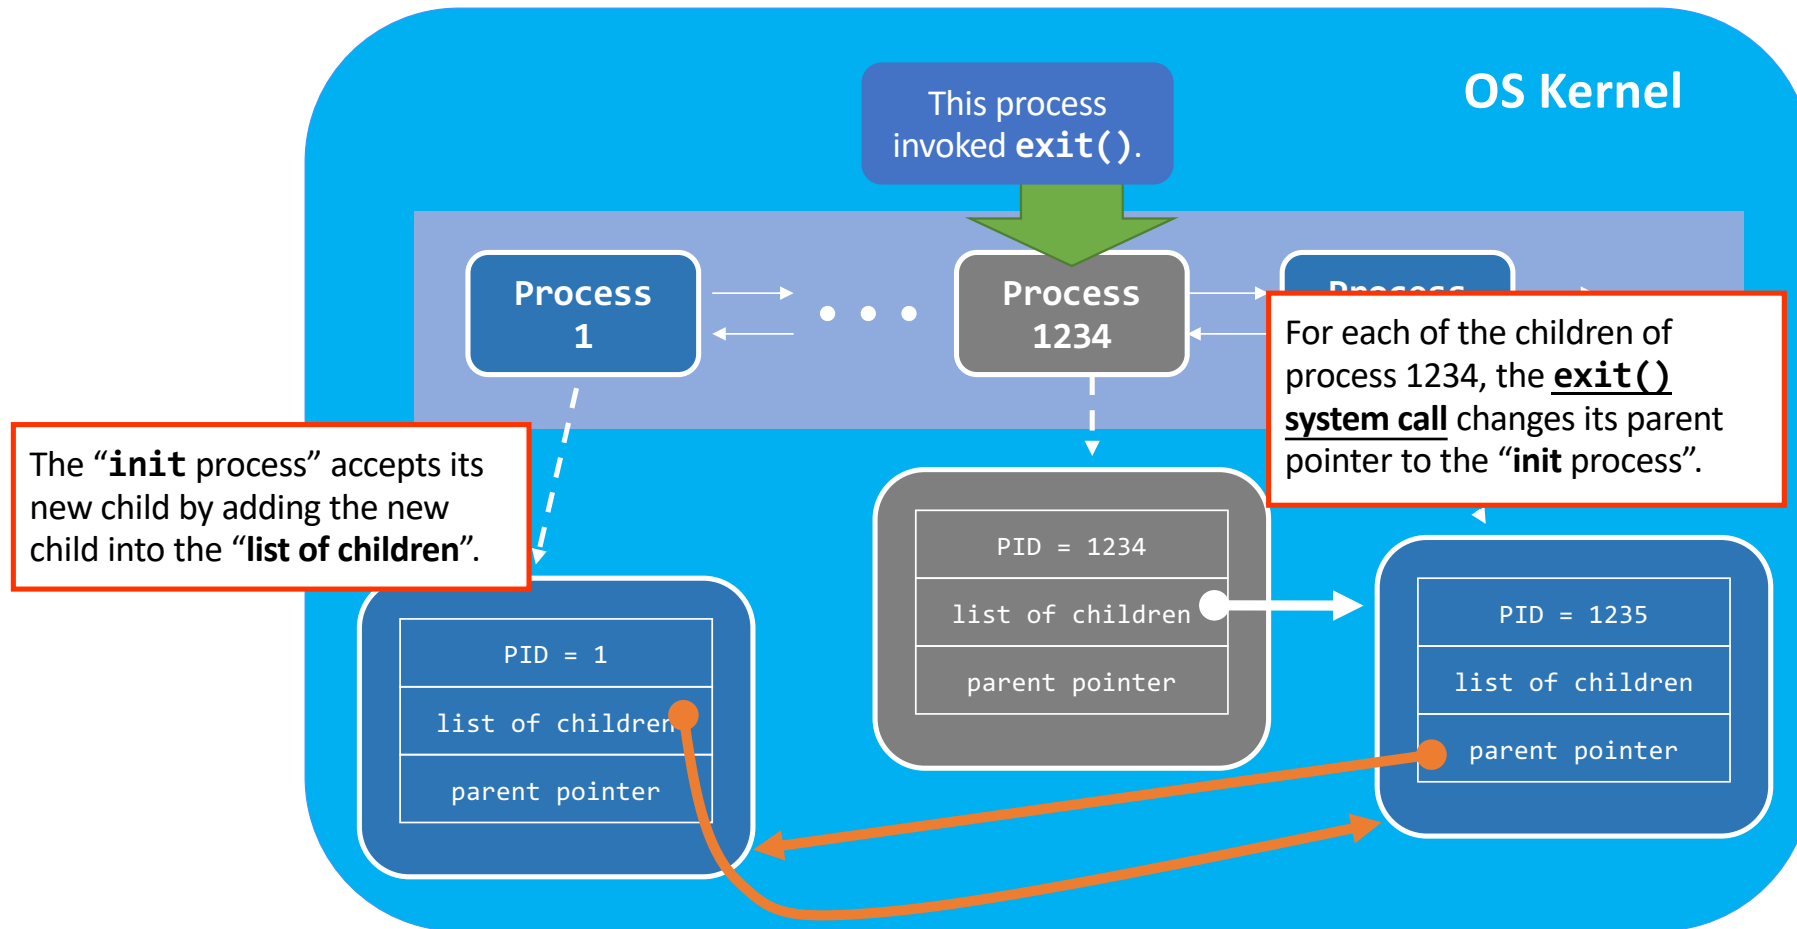 OS Kernel
This process
invoked exit().
Process
1
Process
1234
Process
For each of the children of
process 1234, the exit()
system call changes its parent
pointer to the “init process”.
The “init process” accepts its
new child by adding the new
child into the “list of children”.
PID = 1234
list of children
parent pointer
PID = 1235
list of children
parent pointer
PID = 1
list of children
parent pointer